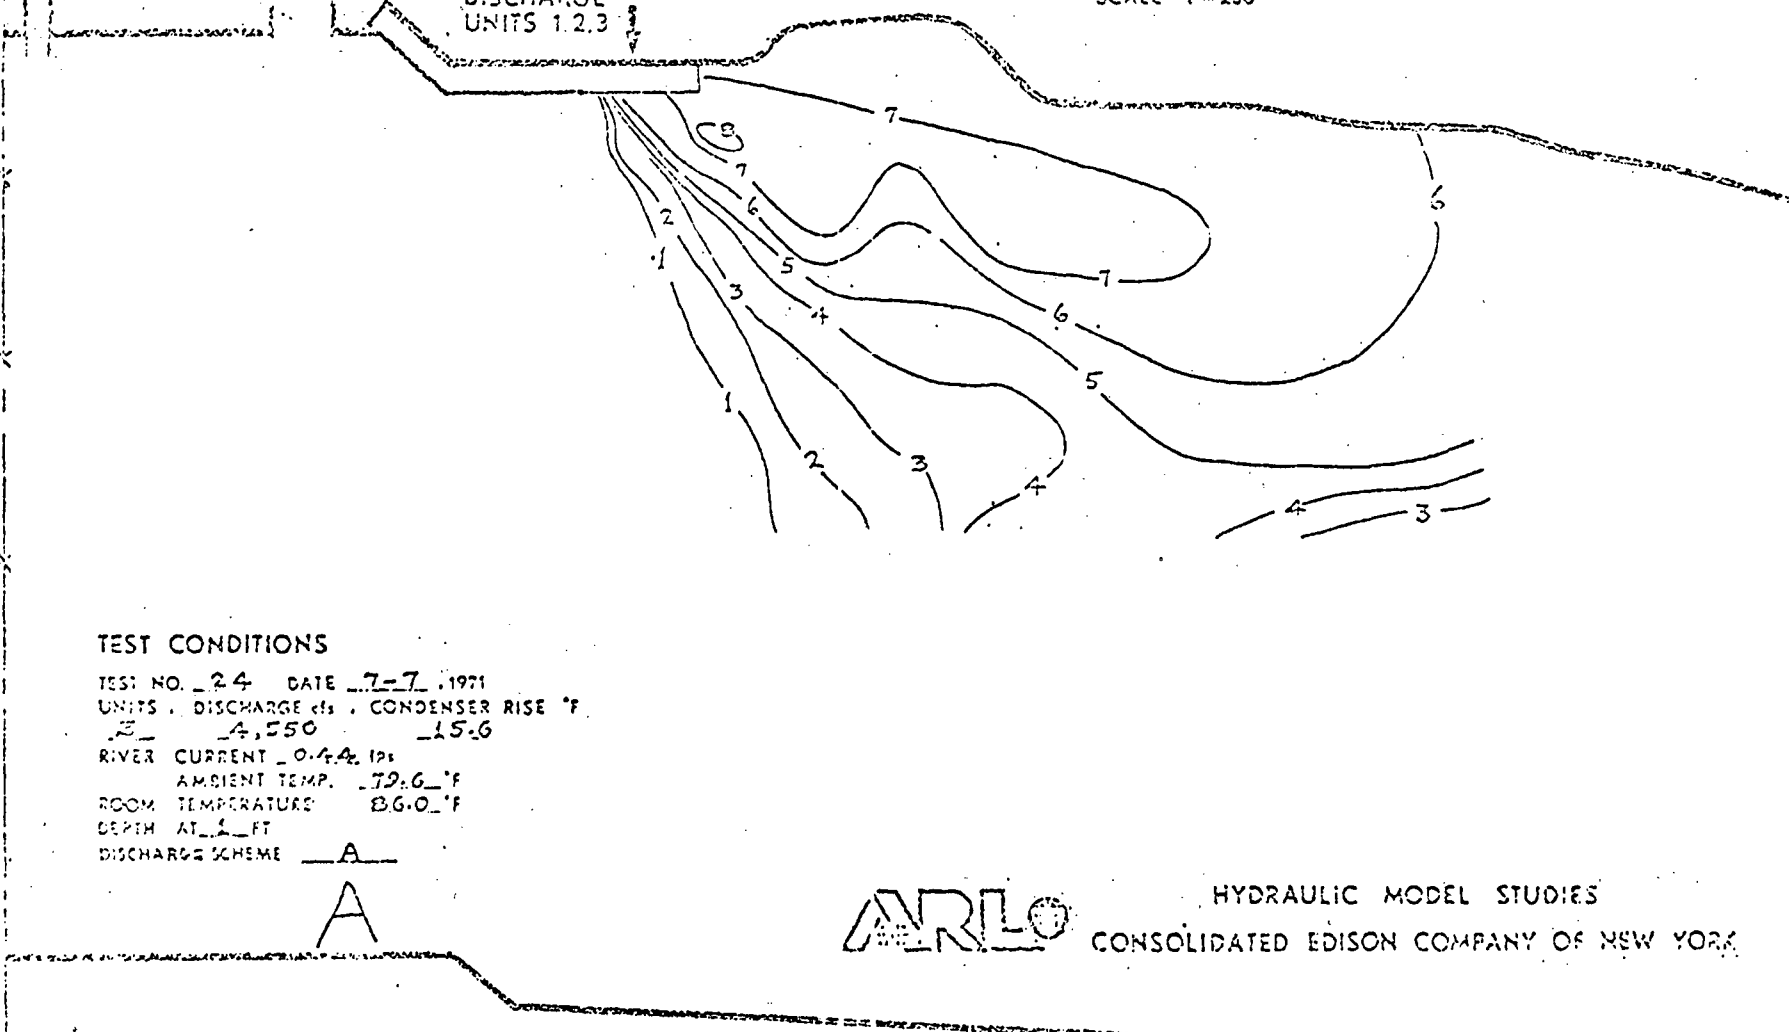 DISCHARGE
UNITS 1.2.3
SCALE 1"=250'
7
8
7
6
6
2
1
5
3
7
4
6
5
1
2
3
4
4
3
TEST CONDITIONS
TEST NO. 24 DATE 7-7, 1971
UNITS . DISCHARGE cfs . CONDENSER RISE °F
4,550 15.6
RIVER CURRENT 0.44 fps
AMBIENT TEMP. 79.6 °F
ROOM TEMPERATURE 86.0 °F
DEPTH AT 1 FT
DISCHARGE SCHEME A
A
ARL
HYDRAULIC MODEL STUDIES
CONSOLIDATED EDISON COMPANY OF NEW YORK